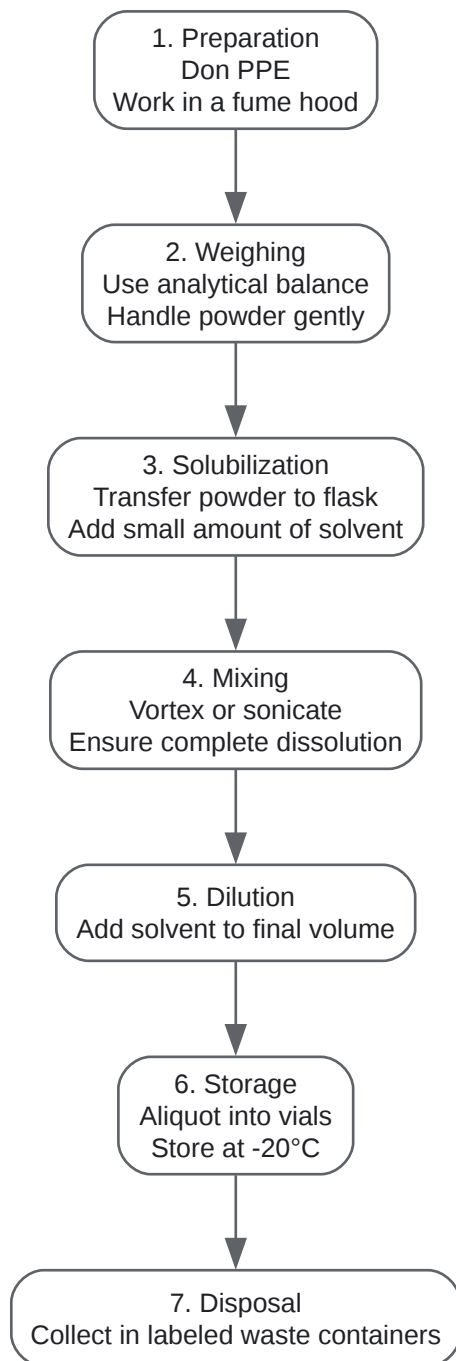 1. Preparation
Don PPE
Work in a fume hood
2. Weighing
Use analytical balance
Handle powder gently
3. Solubilization
Transfer powder to flask
Add small amount of solvent
4. Mixing
Vortex or sonicate
Ensure complete dissolution
5. Dilution
Add solvent to final volume
6. Storage
Aliquot into vials
Store at -20°C
7. Disposal
Collect in labeled waste containers